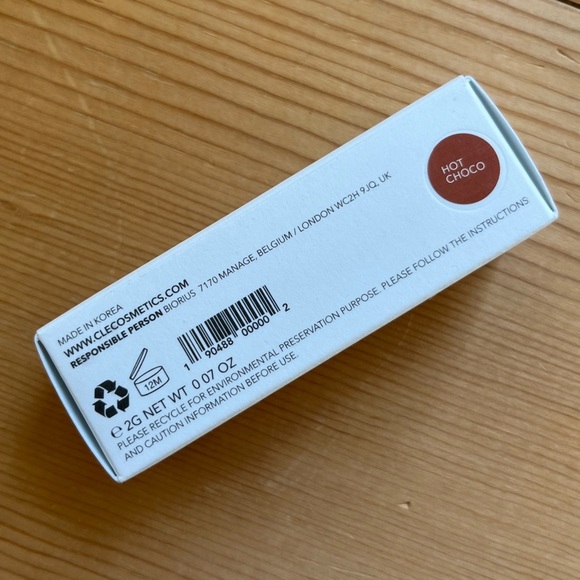 HOT
CHOCO
MADE IN KOREA
WWW.CLECOSMETICS.COM
RESPONSIBLE PERSON BIORIUS 7170 MANAGE, BELGIUM / LONDON WC2H 9JQ, UK
1 90488 00000 2
12M
℮ 2G NET WT 0 07 OZ
PLEASE RECYCLE FOR ENVIRONMENTAL PRESERVATION PURPOSE. PLEASE FOLLOW THE INSTRUCTIONS
AND CAUTION INFORMATION BEFORE USE.